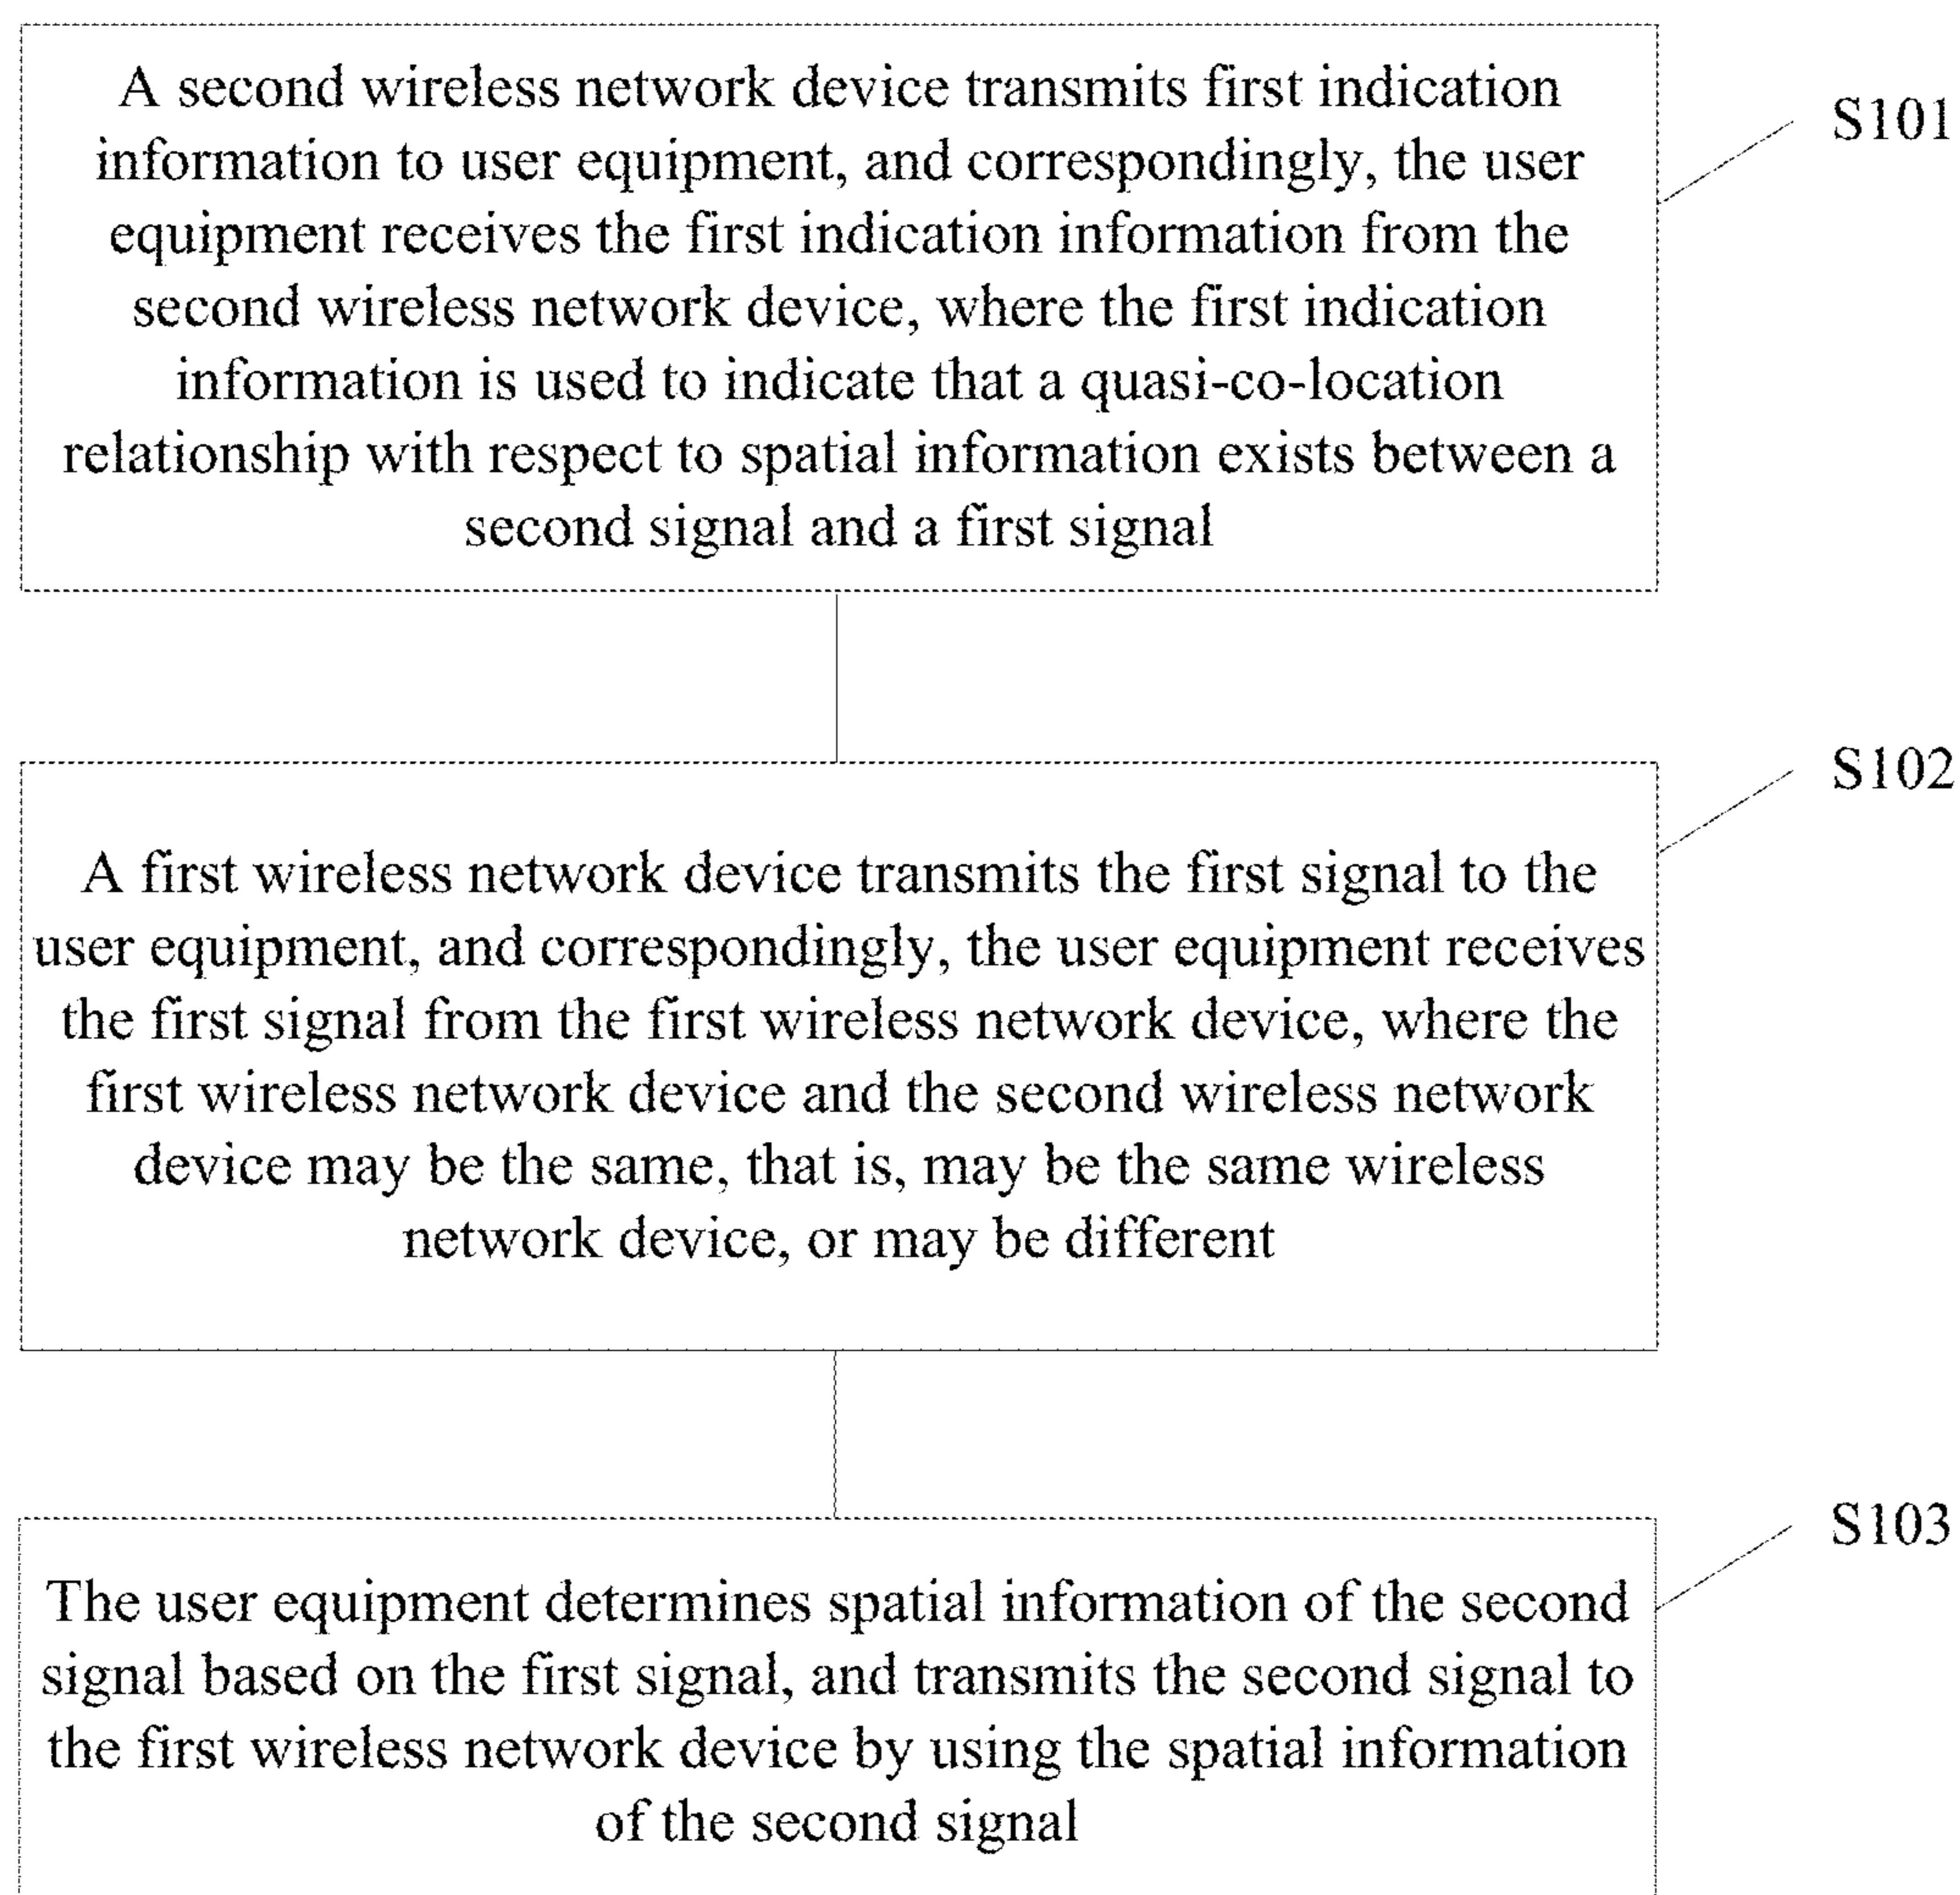 A second wireless network device transmits first indication
information to user equipment, and correspondingly, the user
equipment receives the first indication information from the
second wireless network device, where the first indication
information is used to indicate that a quasi-co-location
relationship with respect to spatial information exists between a
second signal and a first signal
S101
A first wireless network device transmits the first signal to the
user equipment, and correspondingly, the user equipment receives
the first signal from the first wireless network device, where the
first wireless network device and the second wireless network
device may be the same, that is, may be the same wireless
network device, or may be different
S102
The user equipment determines spatial information of the second
signal based on the first signal, and transmits the second signal to
the first wireless network device by using the spatial information
of the second signal
S103